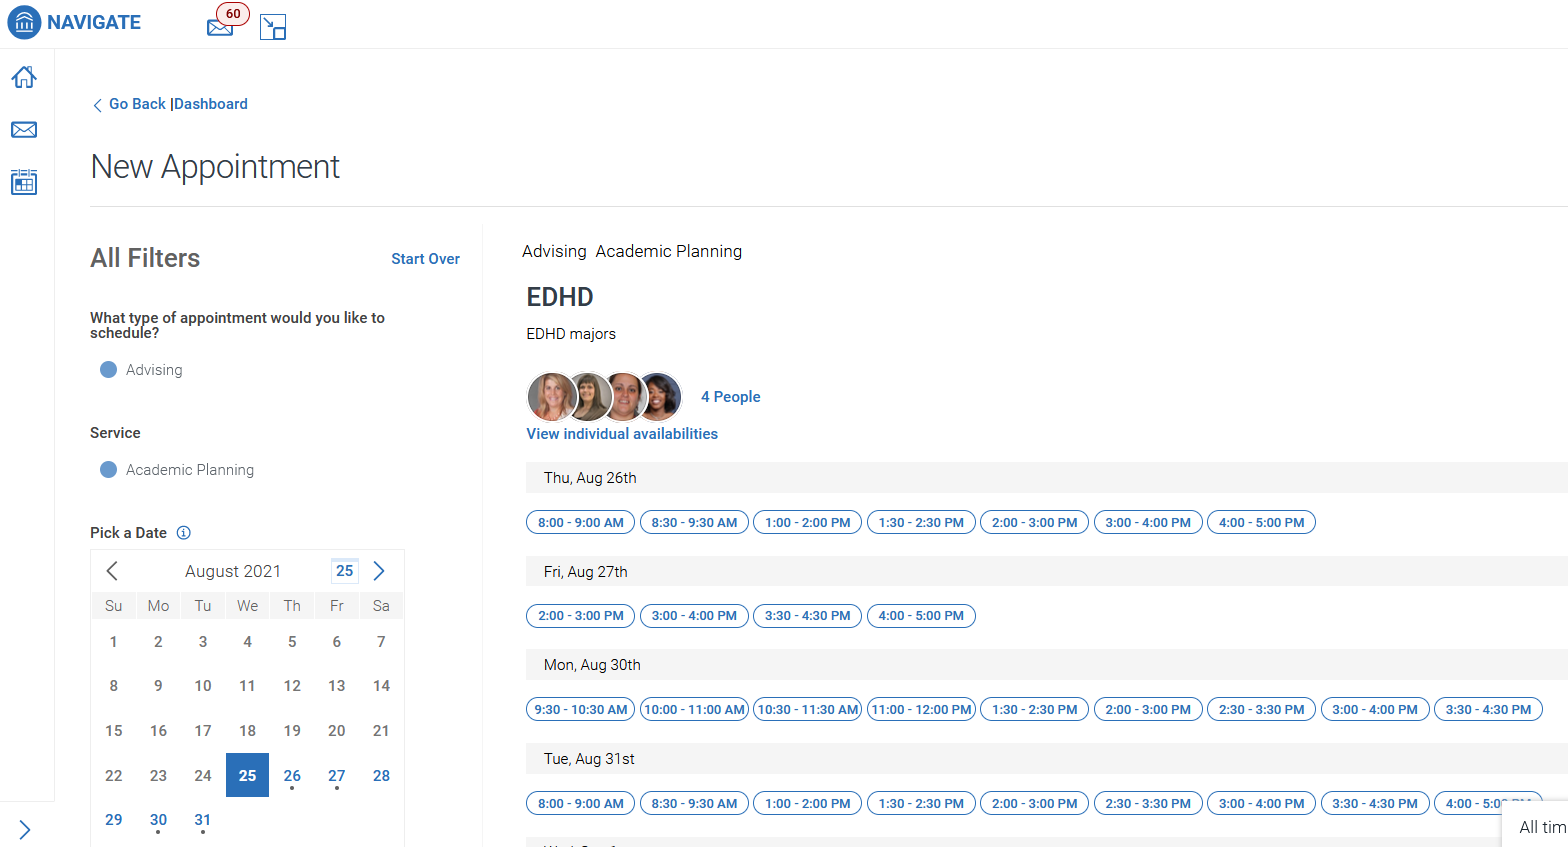 NAVIGATE
60
Go Back |Dashboard
New Appointment
All Filters
Start Over
What type of appointment would you like to
schedule?
Advising
Service
Academic Planning
Pick a Date
August 2021
25
Su Mo Tu We Th Fr Sa
1 2 3 4 5 6 7
8 9 10 11 12 13 14
15 16 17 18 19 20 21
22 23 24 25 26 27 28
29 30 31
Advising Academic Planning
EDHD
EDHD majors
4 People
View individual availabilities
Thu, Aug 26th
8:00 - 9:00 AM 8:30 - 9:30 AM 1:00 - 2:00 PM 1:30 - 2:30 PM 2:00 - 3:00 PM 3:00 - 4:00 PM 4:00 - 5:00 PM
Fri, Aug 27th
2:00 - 3:00 PM 3:00 - 4:00 PM 3:30 - 4:30 PM 4:00 - 5:00 PM
Mon, Aug 30th
9:30 - 10:30 AM 10:00 - 11:00 AM 10:30 - 11:30 AM 11:00 - 12:00 PM 1:30 - 2:30 PM 2:00 - 3:00 PM 2:30 - 3:30 PM 3:00 - 4:00 PM 3:30 - 4:30 PM
Tue, Aug 31st
8:00 - 9:00 AM 8:30 - 9:30 AM 1:00 - 2:00 PM 1:30 - 2:30 PM 2:00 - 3:00 PM 2:30 - 3:30 PM 3:00 - 4:00 PM 3:30 - 4:30 PM 4:00 - 5:00 PM
All tim